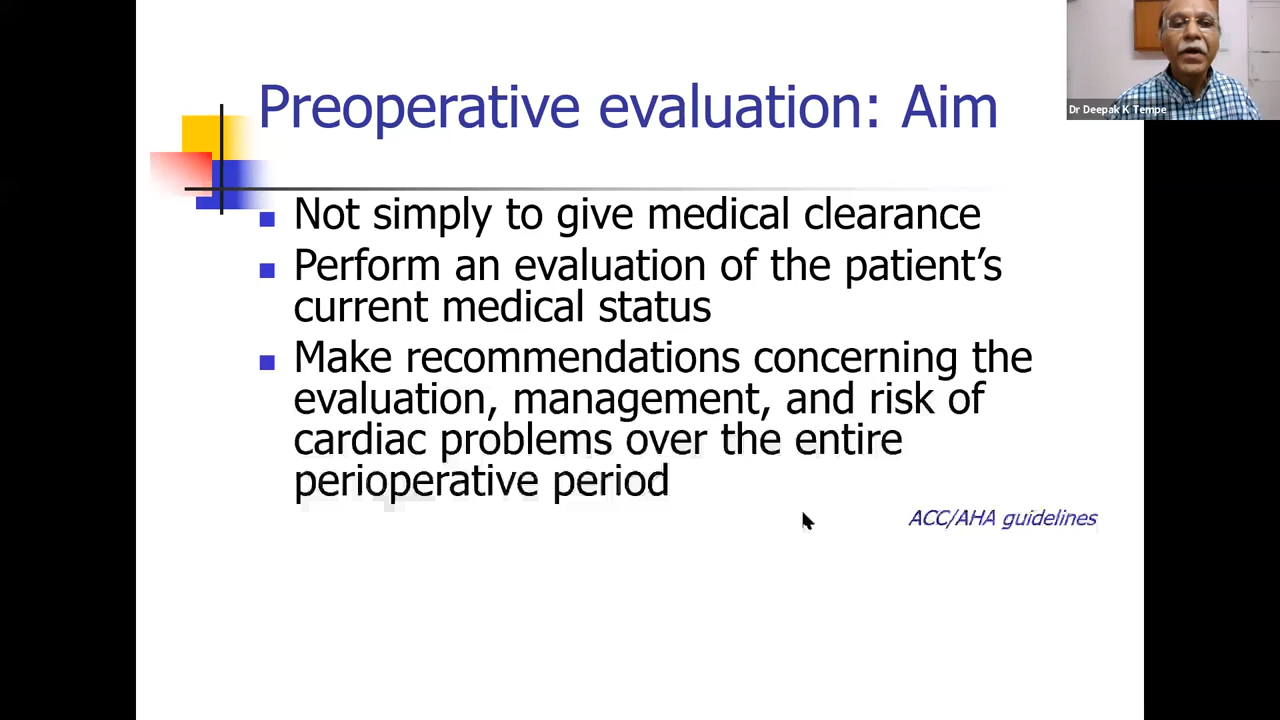 Preoperative evaluation: Aim
Dr Deepak K Tempe
Not simply to give medical clearance
Perform an evaluation of the patient's
current medical status
Make recommendations concerning the
evaluation, management, and risk of
cardiac problems over the entire
perioperative period
ACC/AHA guidelines